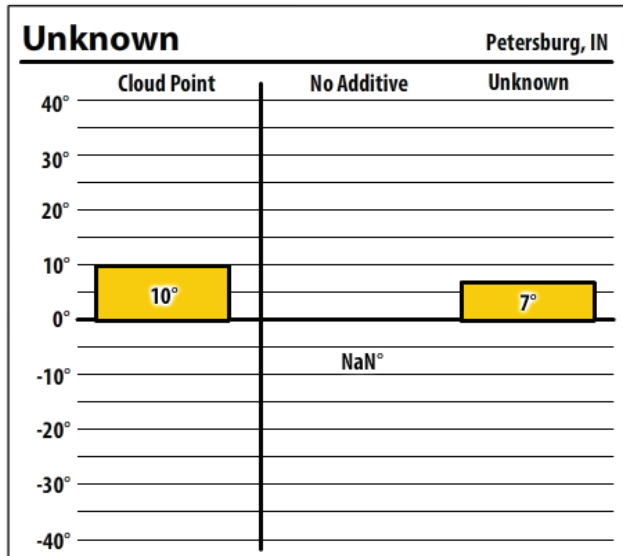 Unknown
Petersburg, IN
Cloud Point
No Additive
Unknown
40°
30°
20°
10°
10°
7°
0°
NaN°
-10°
-20°
-30°
-40°